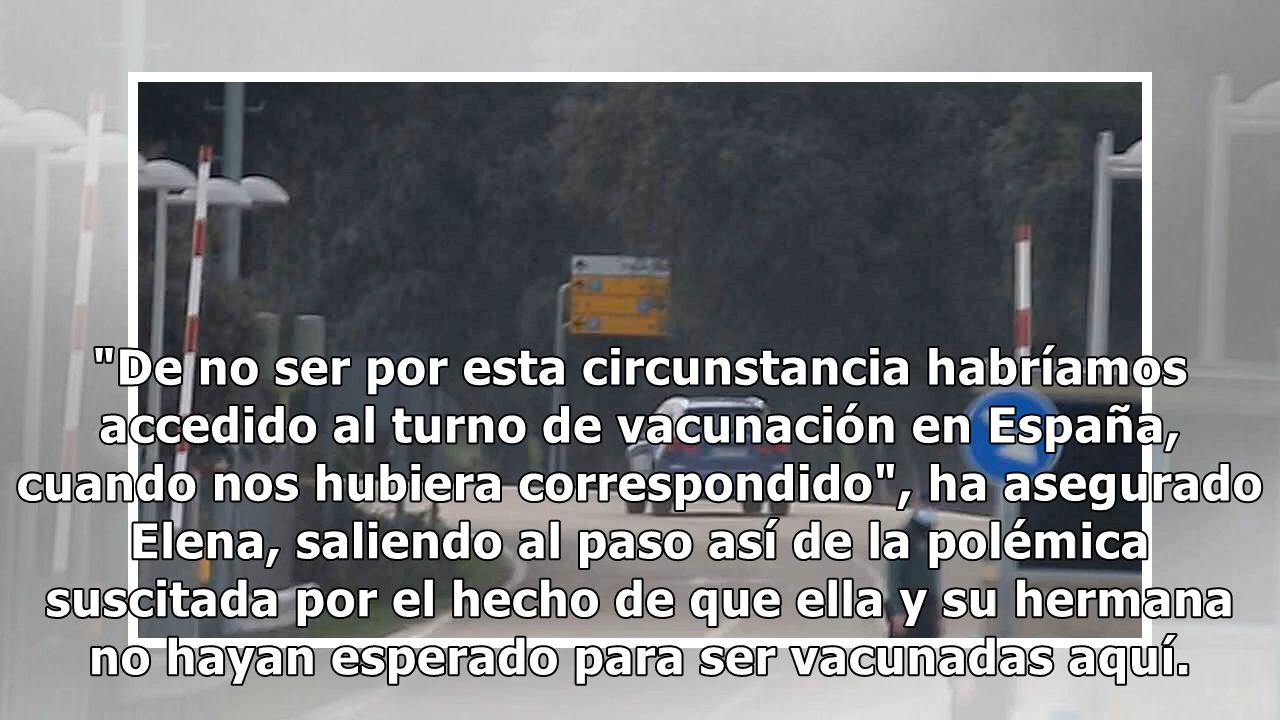 "De no ser por esta circunstancia habríamos
accedido al turno de vacunación en España,
cuando nos hubiera correspondido", ha asegurado
Elena, saliendo al paso así de la polémica
suscitada por el hecho de que ella y su hermana
no hayan esperado para ser vacunadas aquí.